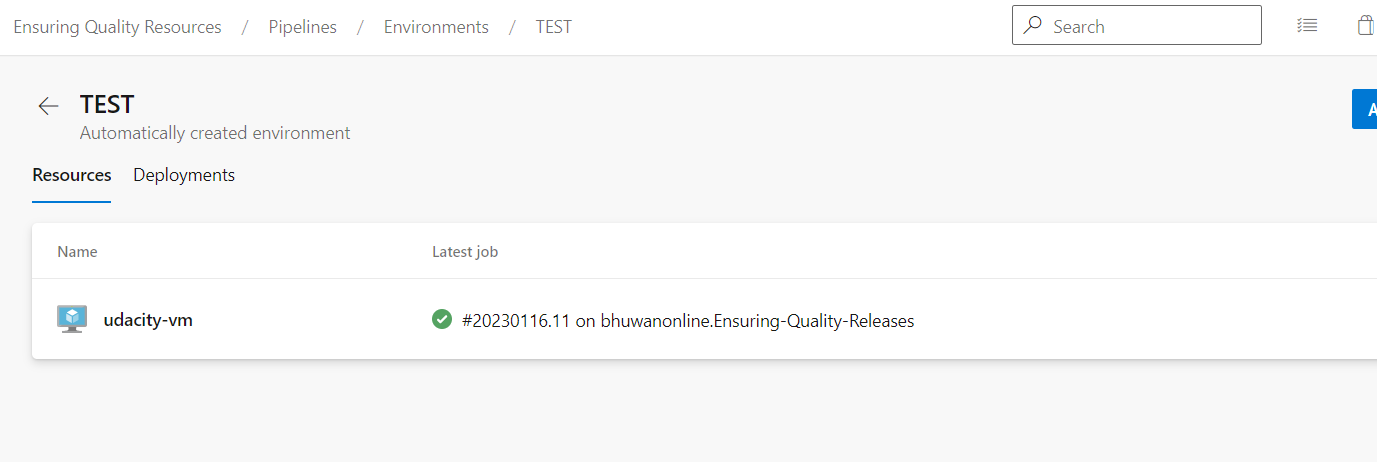 Ensuring Quality Resources / Pipelines / Environments / TEST Search
TEST
Automatically created environment
A
Resources Deployments
Name Latest job
udacity-vm #20230116.11 on bhuwanonline.Ensuring-Quality-Releases